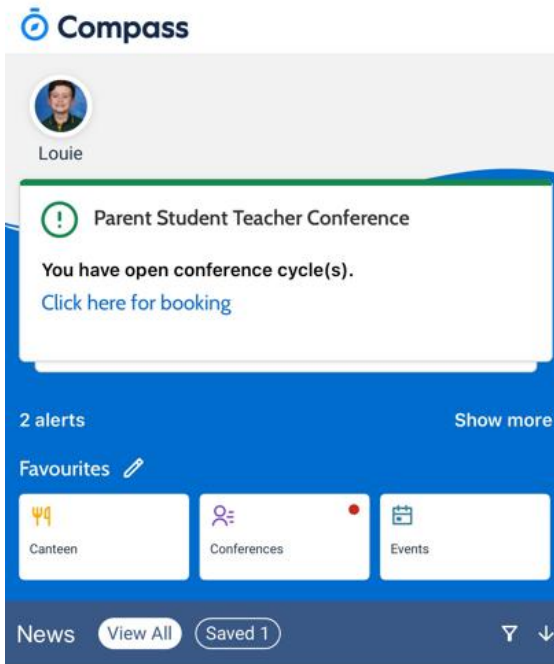 Compass
Louie
Parent Student Teacher Conference
You have open conference cycle(s).
Click here for booking
2 alerts
Show more
Favourites
Canteen
Conferences
Events
News
View All
Saved 1